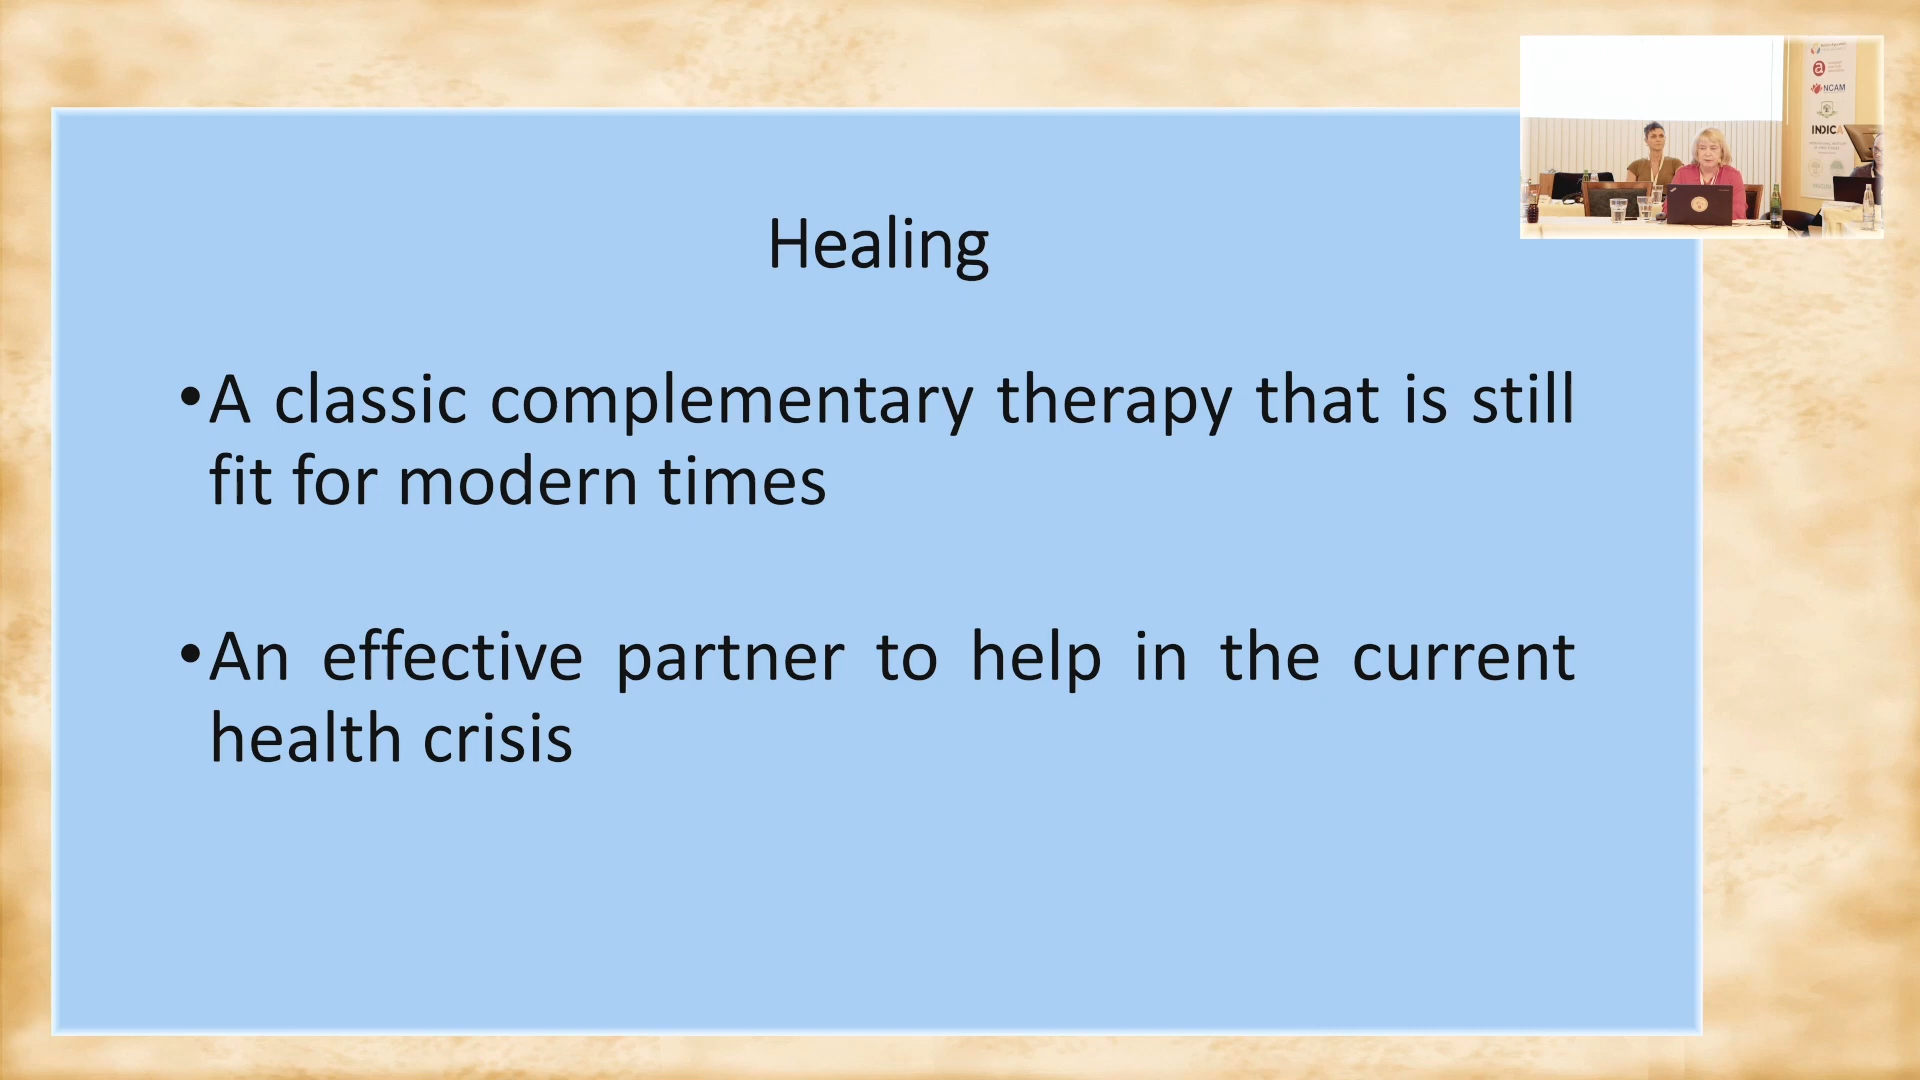 Healing
•A classic complementary therapy that is still
fit for modern times
•An effective partner to help in the current
health crisis
a
NCAM
INDICA